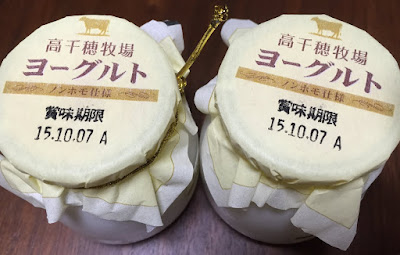 高千穂牧場
ヨーグルト
ノンホモ仕様
賞味期限
15.10.07 A
高千穂牧場
ヨーグルト
ノンホモ仕様
賞味期限
15.10.07 A